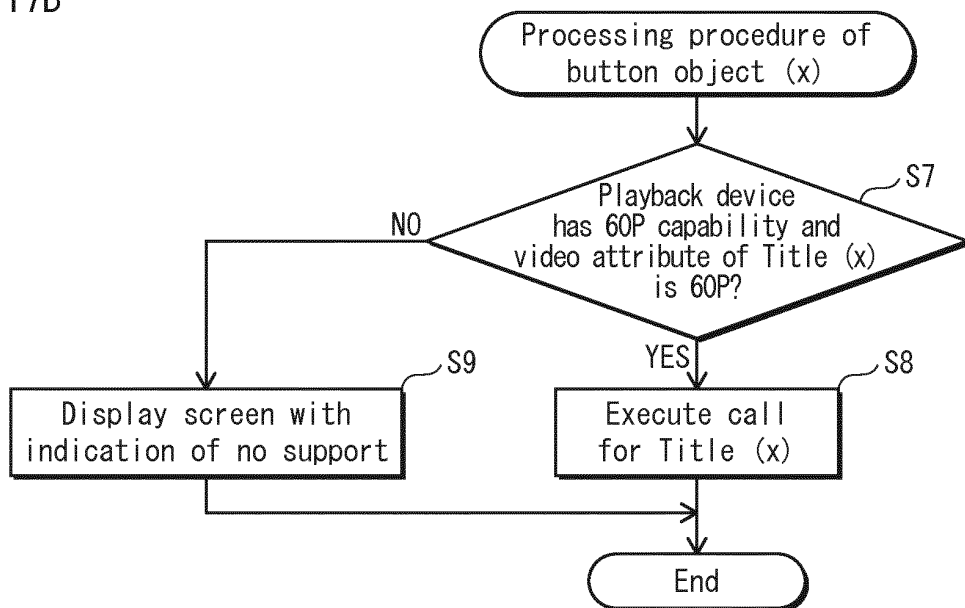 Processing procedure of
button object (x)
S7
Playback device
has 60P capability and
video attribute of Title (x)
is 60P?
NO
YES
S9
Display screen with
indication of no support
S8
Execute call
for Title (x)
End